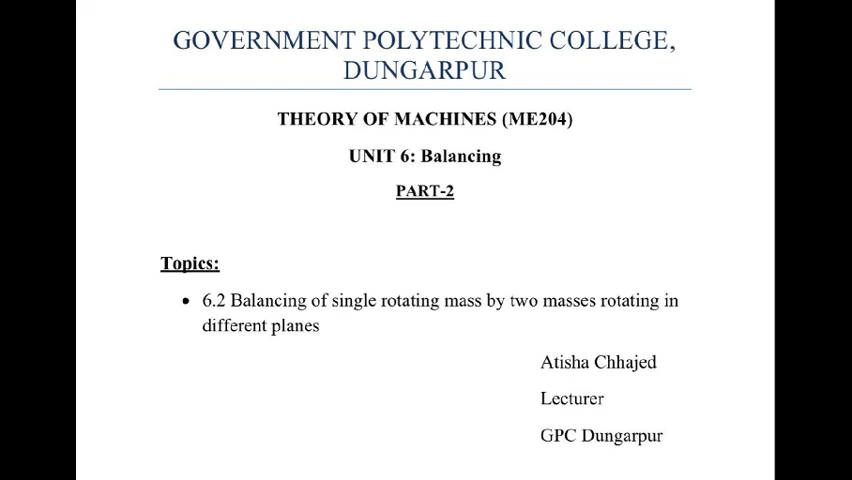 GOVERNMENT POLYTECHNIC COLLEGE,
DUNGARPUR
THEORY OF MACHINES (ME204)
UNIT 6: Balancing
PART-2
Topics:
• 6.2 Balancing of single rotating mass by two masses rotating in
different planes
Atisha Chhajed
Lecturer
GPC Dungarpur